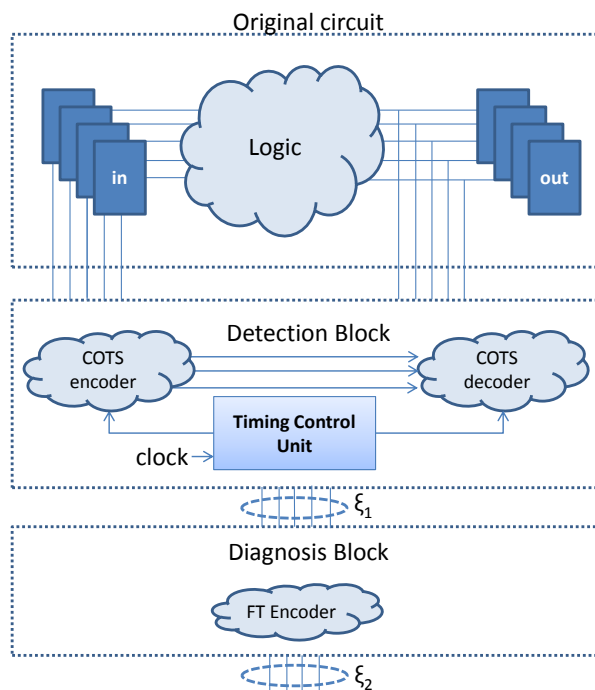 Original circuit
Logic
in
out
Detection Block
COTS
encoder
COTS
decoder
Timing Control
Unit
clock
ξ1
Diagnosis Block
FT Encoder
ξ2